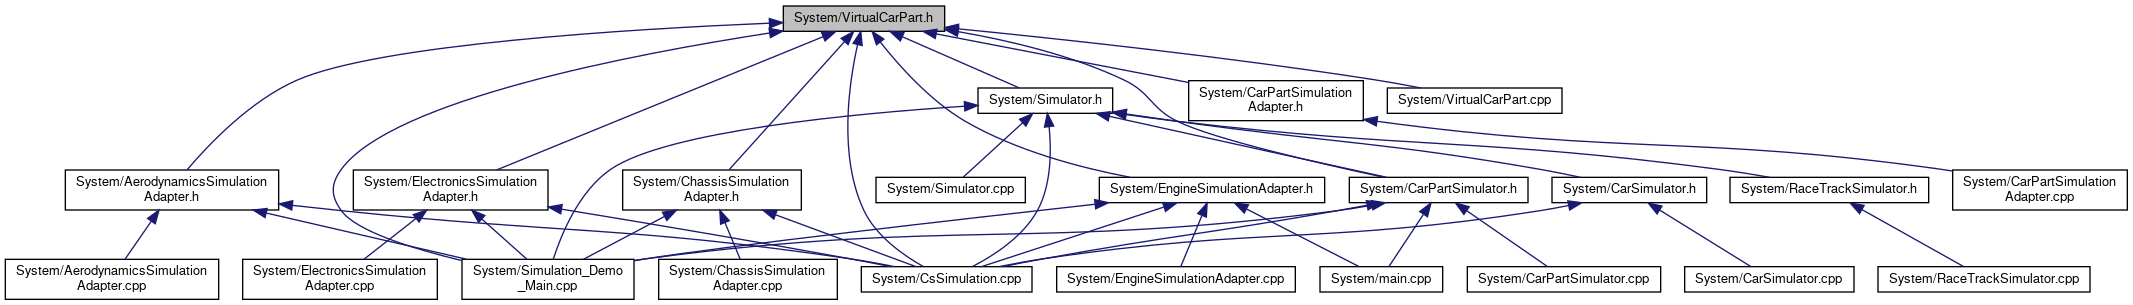 System/VirtualCarPart.h
System/Simulator.h
System/CarPartSimulation
Adapter.h
System/VirtualCarPart.cpp
System/AerodynamicsSimulation
Adapter.h
System/ElectronicsSimulation
Adapter.h
System/ChassisSimulation
Adapter.h
System/Simulator.cpp
System/EngineSimulationAdapter.h
System/CarPartSimulator.h
System/CarSimulator.h
System/RaceTrackSimulator.h
System/CarPartSimulation
Adapter.cpp
System/AerodynamicsSimulation
Adapter.cpp
System/ElectronicsSimulation
Adapter.cpp
System/Simulation_Demo
_Main.cpp
System/ChassisSimulation
Adapter.cpp
System/CsSimulation.cpp
System/EngineSimulationAdapter.cpp
System/main.cpp
System/CarPartSimulator.cpp
System/CarSimulator.cpp
System/RaceTrackSimulator.cpp